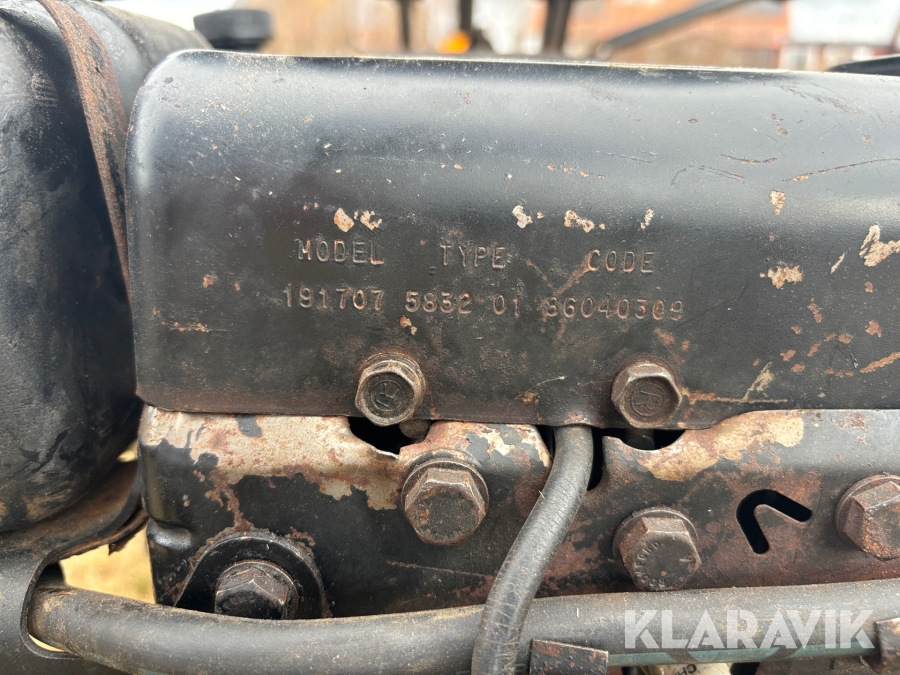 MODEL TYPE CODE
191707 5832 01 86040309
KLARAVIK